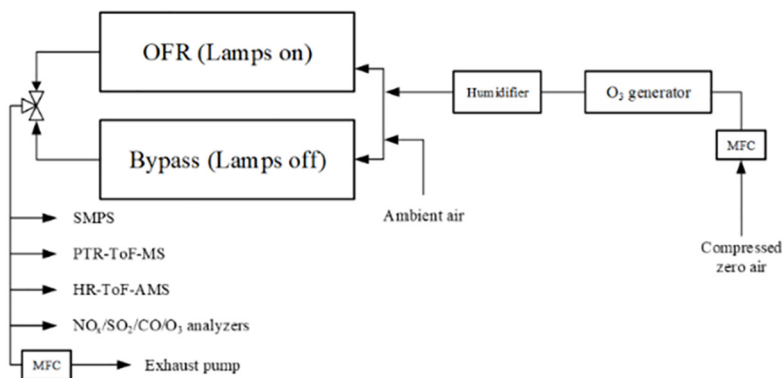 OFR (Lamps on)
Humidifier
O₃ generator
Bypass (Lamps off)
MFC
Ambient air
SMPS
Compressed
zero air
PTR-ToF-MS
HR-ToF-AMS
NOₓ/SO₂/CO/O₃ analyzers
MFC
Exhaust pump